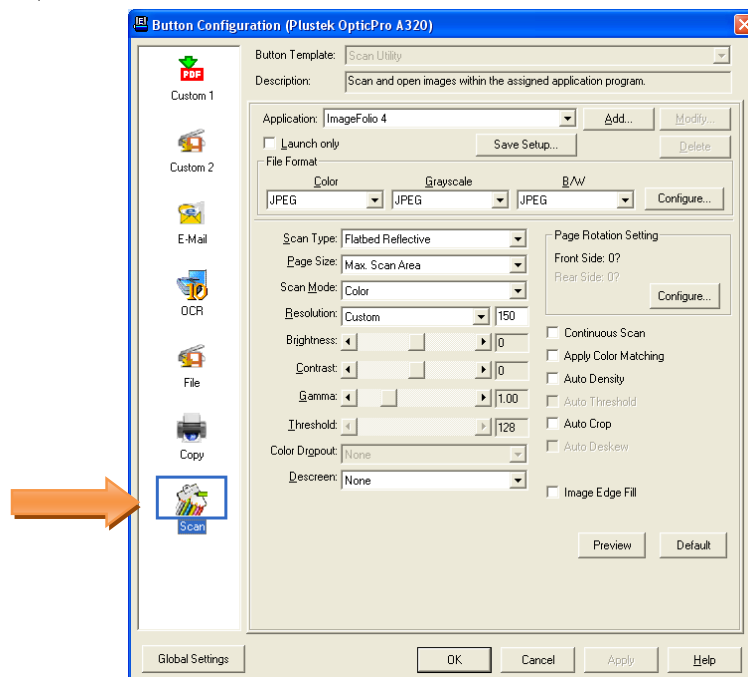 Button Configuration (Plustek OpticPro A320)
PDF
Custom 1
Custom 2
E-Mail
OCR
File
Copy
Scan
Button Template: Scan Utility
Description: Scan and open images within the assigned application program.
Application: ImageFolio 4 Add... Modify...
Launch only Save Setup... Delete
File Format
Color Grayscale B/W
JPEG JPEG JPEG Configure...
Scan Type: Flatbed Reflective
Page Size: Max. Scan Area
Scan Mode: Color
Resolution: Custom 150
Brightness: 0
Contrast: 0
Gamma: 1.00
Threshold: 128
Color Dropout: None
Descreen: None
Page Rotation Setting
Front Side: 0?
Rear Side: 0?
Configure...
Continuous Scan
Apply Color Matching
Auto Density
Auto Threshold
Auto Crop
Auto Deskew
Image Edge Fill
Preview Default
Global Settings OK Cancel Apply Help